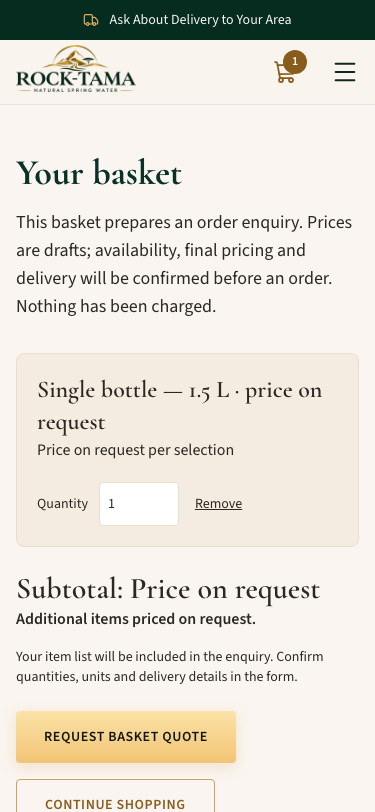 Ask About Delivery to Your Area
1
ROCK-TAMA
NATURAL SPRING WATER
Your basket
This basket prepares an order enquiry. Prices
are drafts; availability, final pricing and
delivery will be confirmed before an order.
Nothing has been charged.
Single bottle — 1.5 L · price on
request
Price on request per selection
Quantity 1 Remove
Subtotal: Price on request
Additional items priced on request.
Your item list will be included in the enquiry. Confirm
quantities, units and delivery details in the form.
REQUEST BASKET QUOTE
CONTINUE SHOPPING